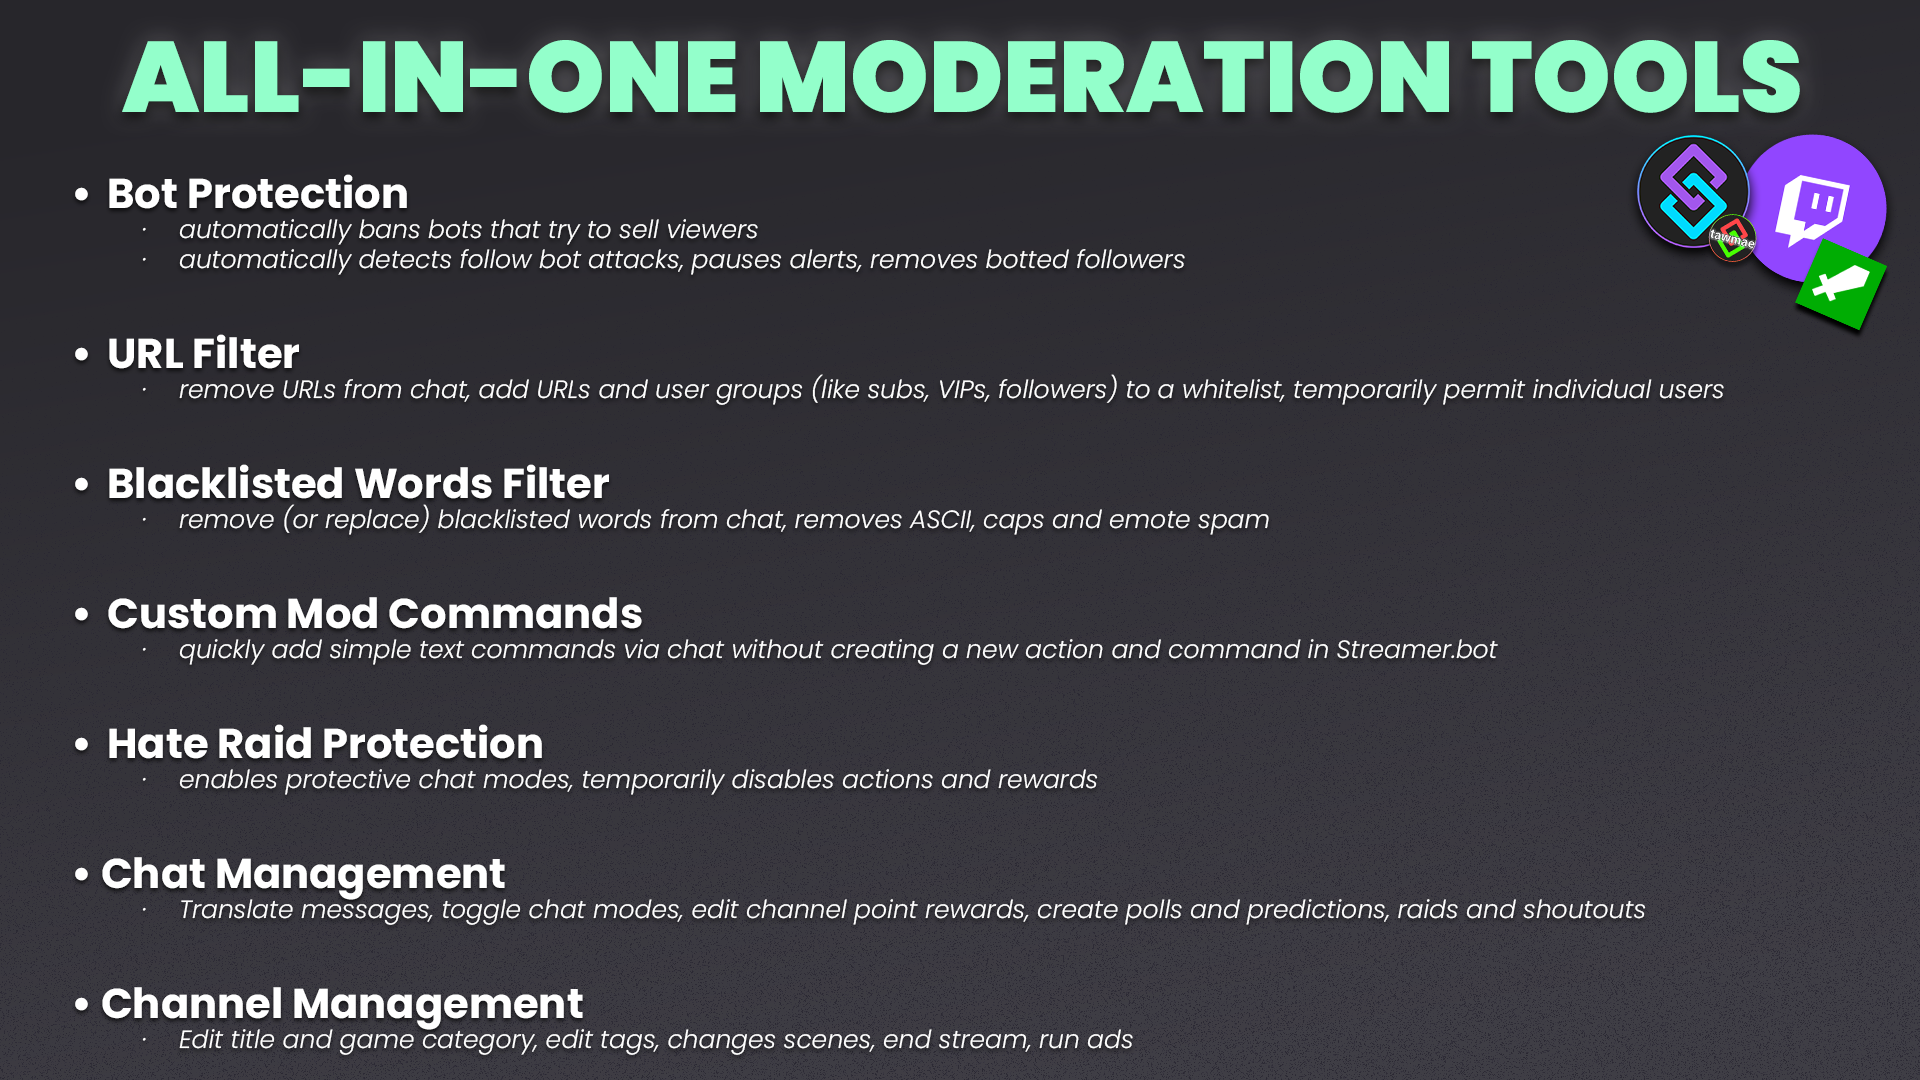 ALL-IN-ONE MODERATION TOOLS
• Bot Protection
· automatically bans bots that try to sell viewers
· automatically detects follow bot attacks, pauses alerts, removes botted followers
tawmae
• URL Filter
· remove URLs from chat, add URLs and user groups (like subs, VIPs, followers) to a whitelist, temporarily permit individual users
• Blacklisted Words Filter
· remove (or replace) blacklisted words from chat, removes ASCII, caps and emote spam
• Custom Mod Commands
· quickly add simple text commands via chat without creating a new action and command in Streamer.bot
• Hate Raid Protection
· enables protective chat modes, temporarily disables actions and rewards
• Chat Management
· Translate messages, toggle chat modes, edit channel point rewards, create polls and predictions, raids and shoutouts
• Channel Management
· Edit title and game category, edit tags, changes scenes, end stream, run ads